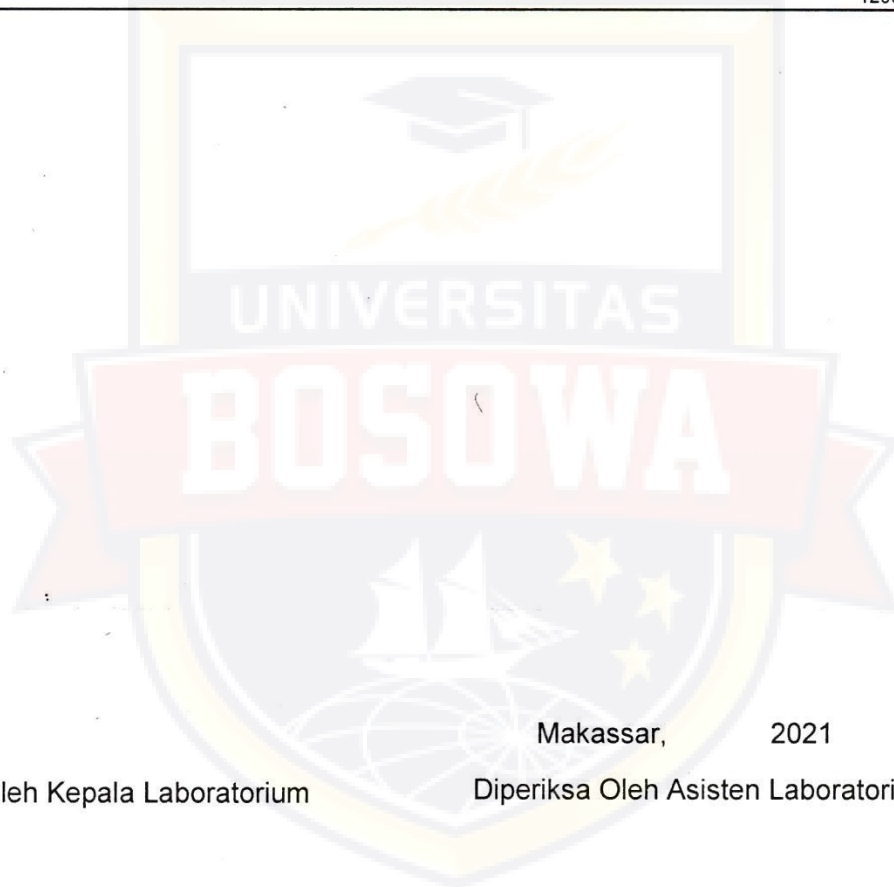 UNIVERSITAS
BOSOWA
Makassar, 2021
leh Kepala Laboratorium Diperiksa Oleh Asisten Laboratori